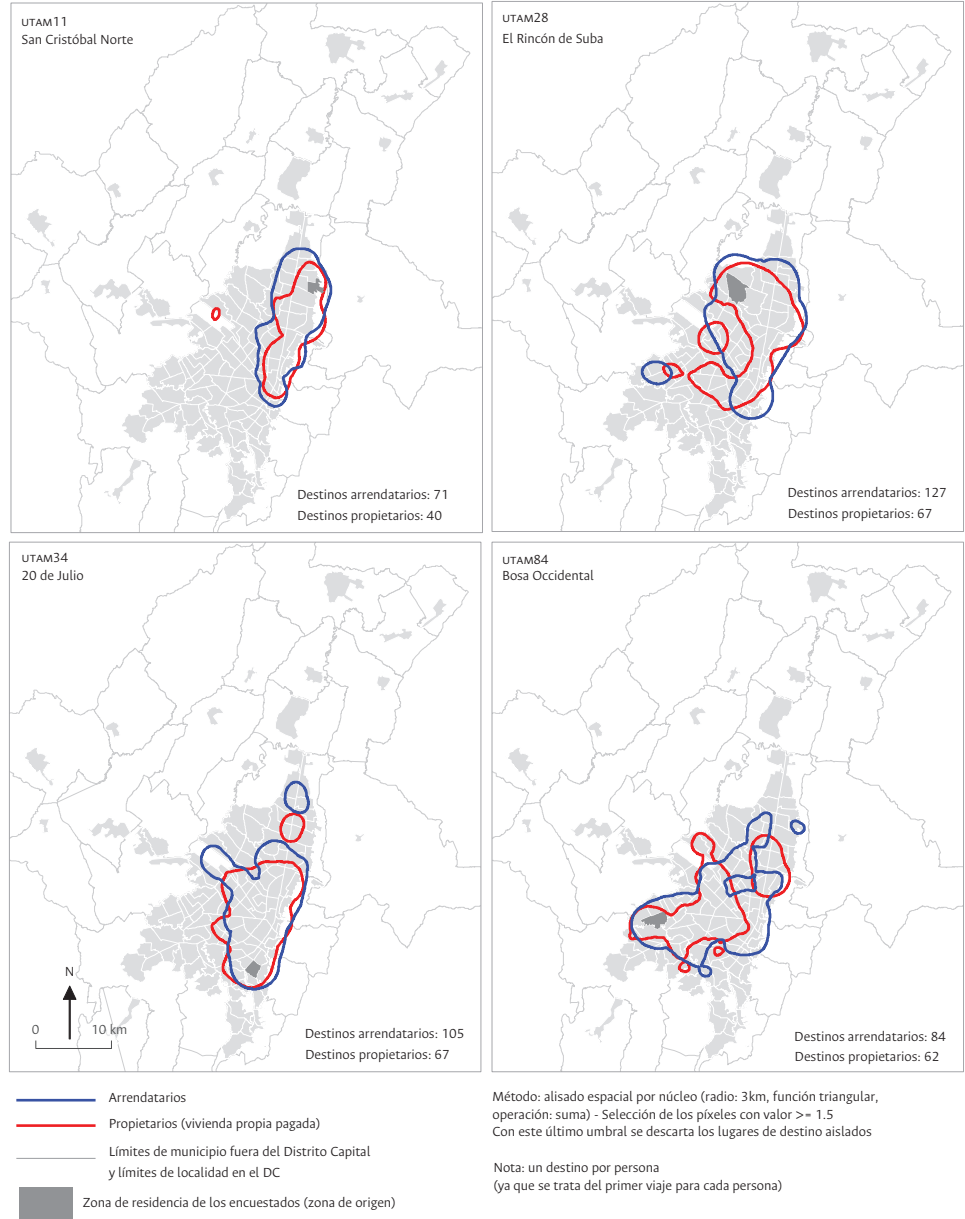 UTAM11
San Cristóbal Norte
Destinos arrendatarios: 71
Destinos propietarios: 40
UTAM28
El Rincón de Suba
Destinos arrendatarios: 127
Destinos propietarios: 67
UTAM34
20 de Julio
N
0 10 km
Destinos arrendatarios: 105
Destinos propietarios: 67
UTAM84
Bosa Occidental
Destinos arrendatarios: 84
Destinos propietarios: 62
Arrendatarios
Propietarios (vivienda propia pagada)
Límites de municipio fuera del Distrito Capital
y límites de localidad en el DC
Zona de residencia de los encuestados (zona de origen)
Método: alisado espacial por núcleo (radio: 3km, función triangular,
operación: suma) - Selección de los píxeles con valor >= 1.5
Con este último umbral se descarta los lugares de destino aislados
Nota: un destino por persona
(ya que se trata del primer viaje para cada persona)